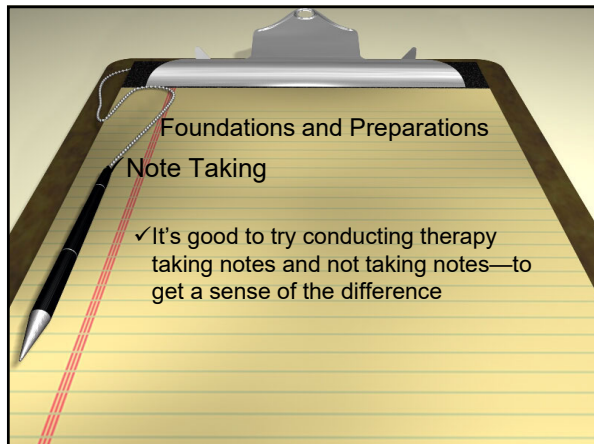 Foundations and Preparations
Note Taking
✓It’s good to try conducting therapy
taking notes and not taking notes—to
get a sense of the difference